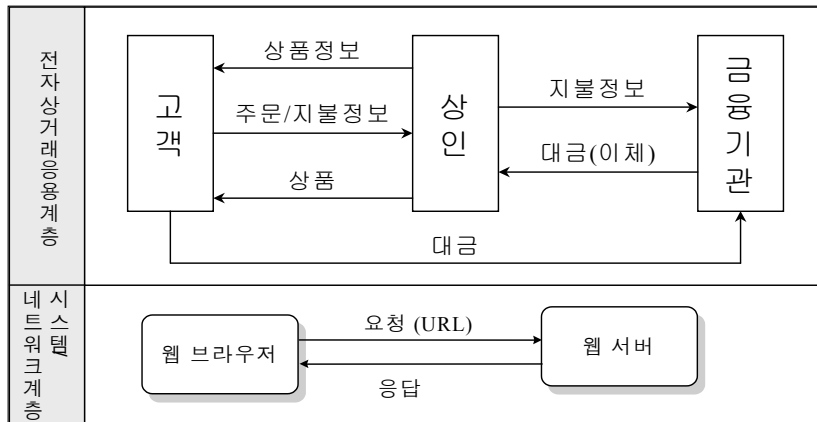 전자상거래응용계층
고객
상품정보
주문/지불정보
상품
상인
지불정보
대금(이체)
금융기관
대금
시스템/
네트워크계층
웹 브라우저
요청 (URL)
응답
웹 서버